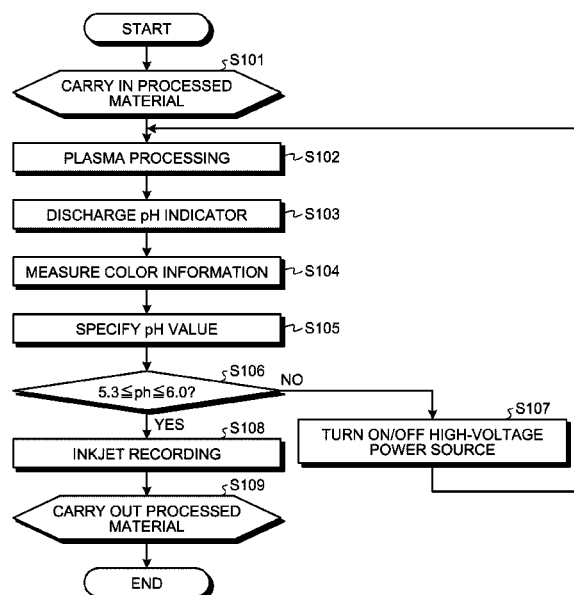 START
S101
CARRY IN PROCESSED
MATERIAL
PLASMA PROCESSING
S102
DISCHARGE pH INDICATOR
S103
MEASURE COLOR INFORMATION
S104
SPECIFY pH VALUE
S105
S106
5.3≦ph≦6.0?
NO
YES
S107
TURN ON/OFF HIGH-VOLTAGE
POWER SOURCE
S108
INKJET RECORDING
S109
CARRY OUT PROCESSED
MATERIAL
END